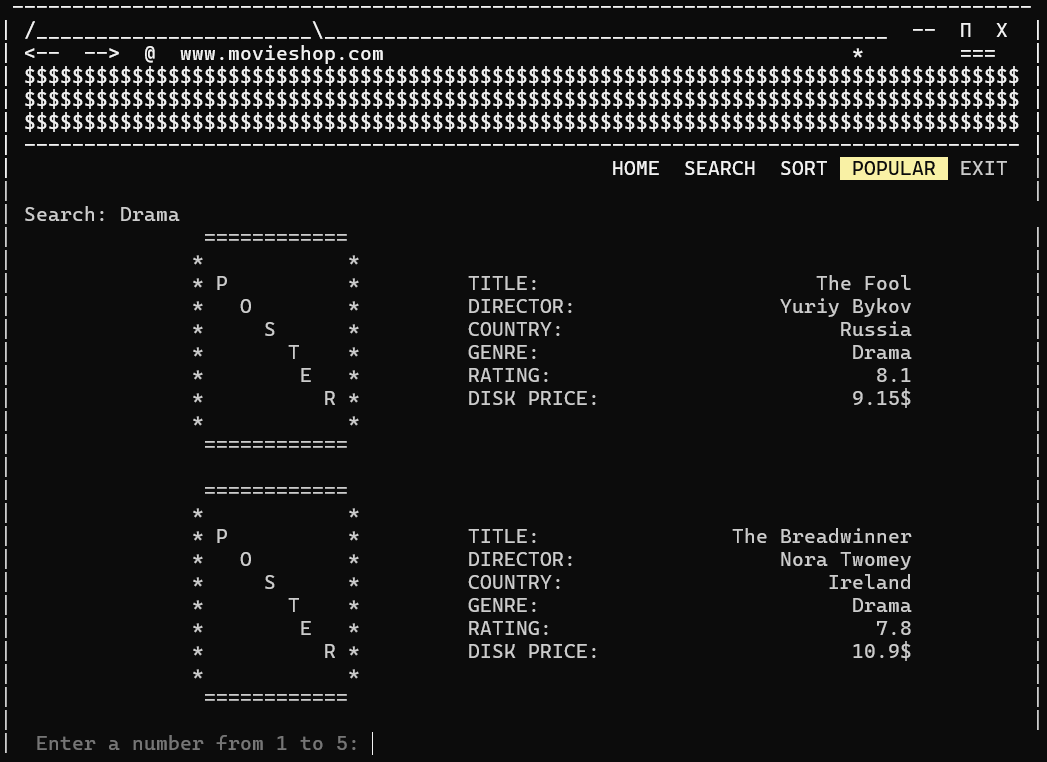 /_______________________\_______________________________________________  --  П  X
<--  -->  @  www.movieshop.com  *  ===
$$$$$$$$$$$$$$$$$$$$$$$$$$$$$$$$$$$$$$$$$$$$$$$$$$$$$$$$$$$$$$$$$$$$$$$$$$$$$$$$$$$
$$$$$$$$$$$$$$$$$$$$$$$$$$$$$$$$$$$$$$$$$$$$$$$$$$$$$$$$$$$$$$$$$$$$$$$$$$$$$$$$$$$
$$$$$$$$$$$$$$$$$$$$$$$$$$$$$$$$$$$$$$$$$$$$$$$$$$$$$$$$$$$$$$$$$$$$$$$$$$$$$$$$$$$
-----------------------------------------------------------------------------------
HOME  SEARCH  SORT  POPULAR  EXIT
Search: Drama
============
*            *
* P          *  TITLE:  The Fool
*   O        *  DIRECTOR:  Yuriy Bykov
*     S      *  COUNTRY:  Russia
*       T    *  GENRE:  Drama
*        E   *  RATING:  8.1
*          R *  DISK PRICE:  9.15$
*            *
============
============
*            *
* P          *  TITLE:  The Breadwinner
*   O        *  DIRECTOR:  Nora Twomey
*     S      *  COUNTRY:  Ireland
*       T    *  GENRE:  Drama
*        E   *  RATING:  7.8
*          R *  DISK PRICE:  10.9$
*            *
============
Enter a number from 1 to 5: